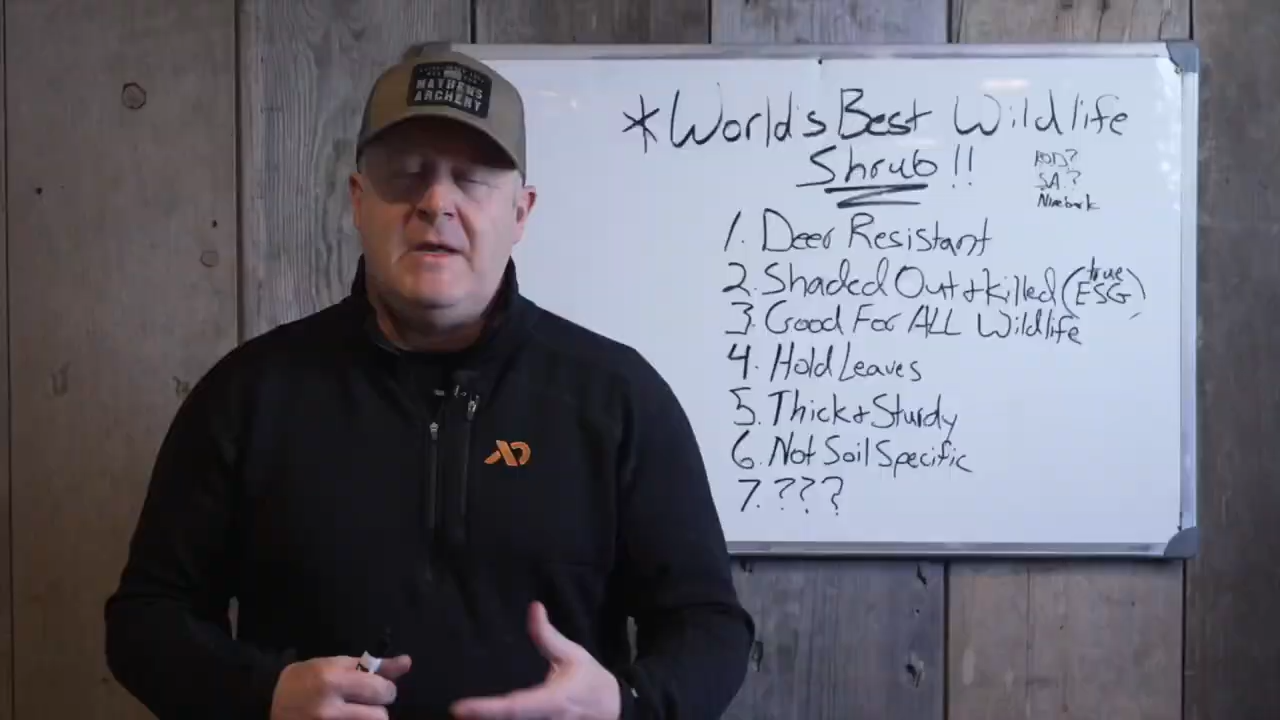 MATHEWS
ARCHERY
*World's Best Wildlife
Shrub!!
ROD?
SA?
Ninebark
1. Deer Resistant
2. Shaded Out + Killed (true ESG)
3. Good For ALL Wildlife
4. Hold Leaves
5. Thick + Sturdy
6. Not Soil Specific
7. ???